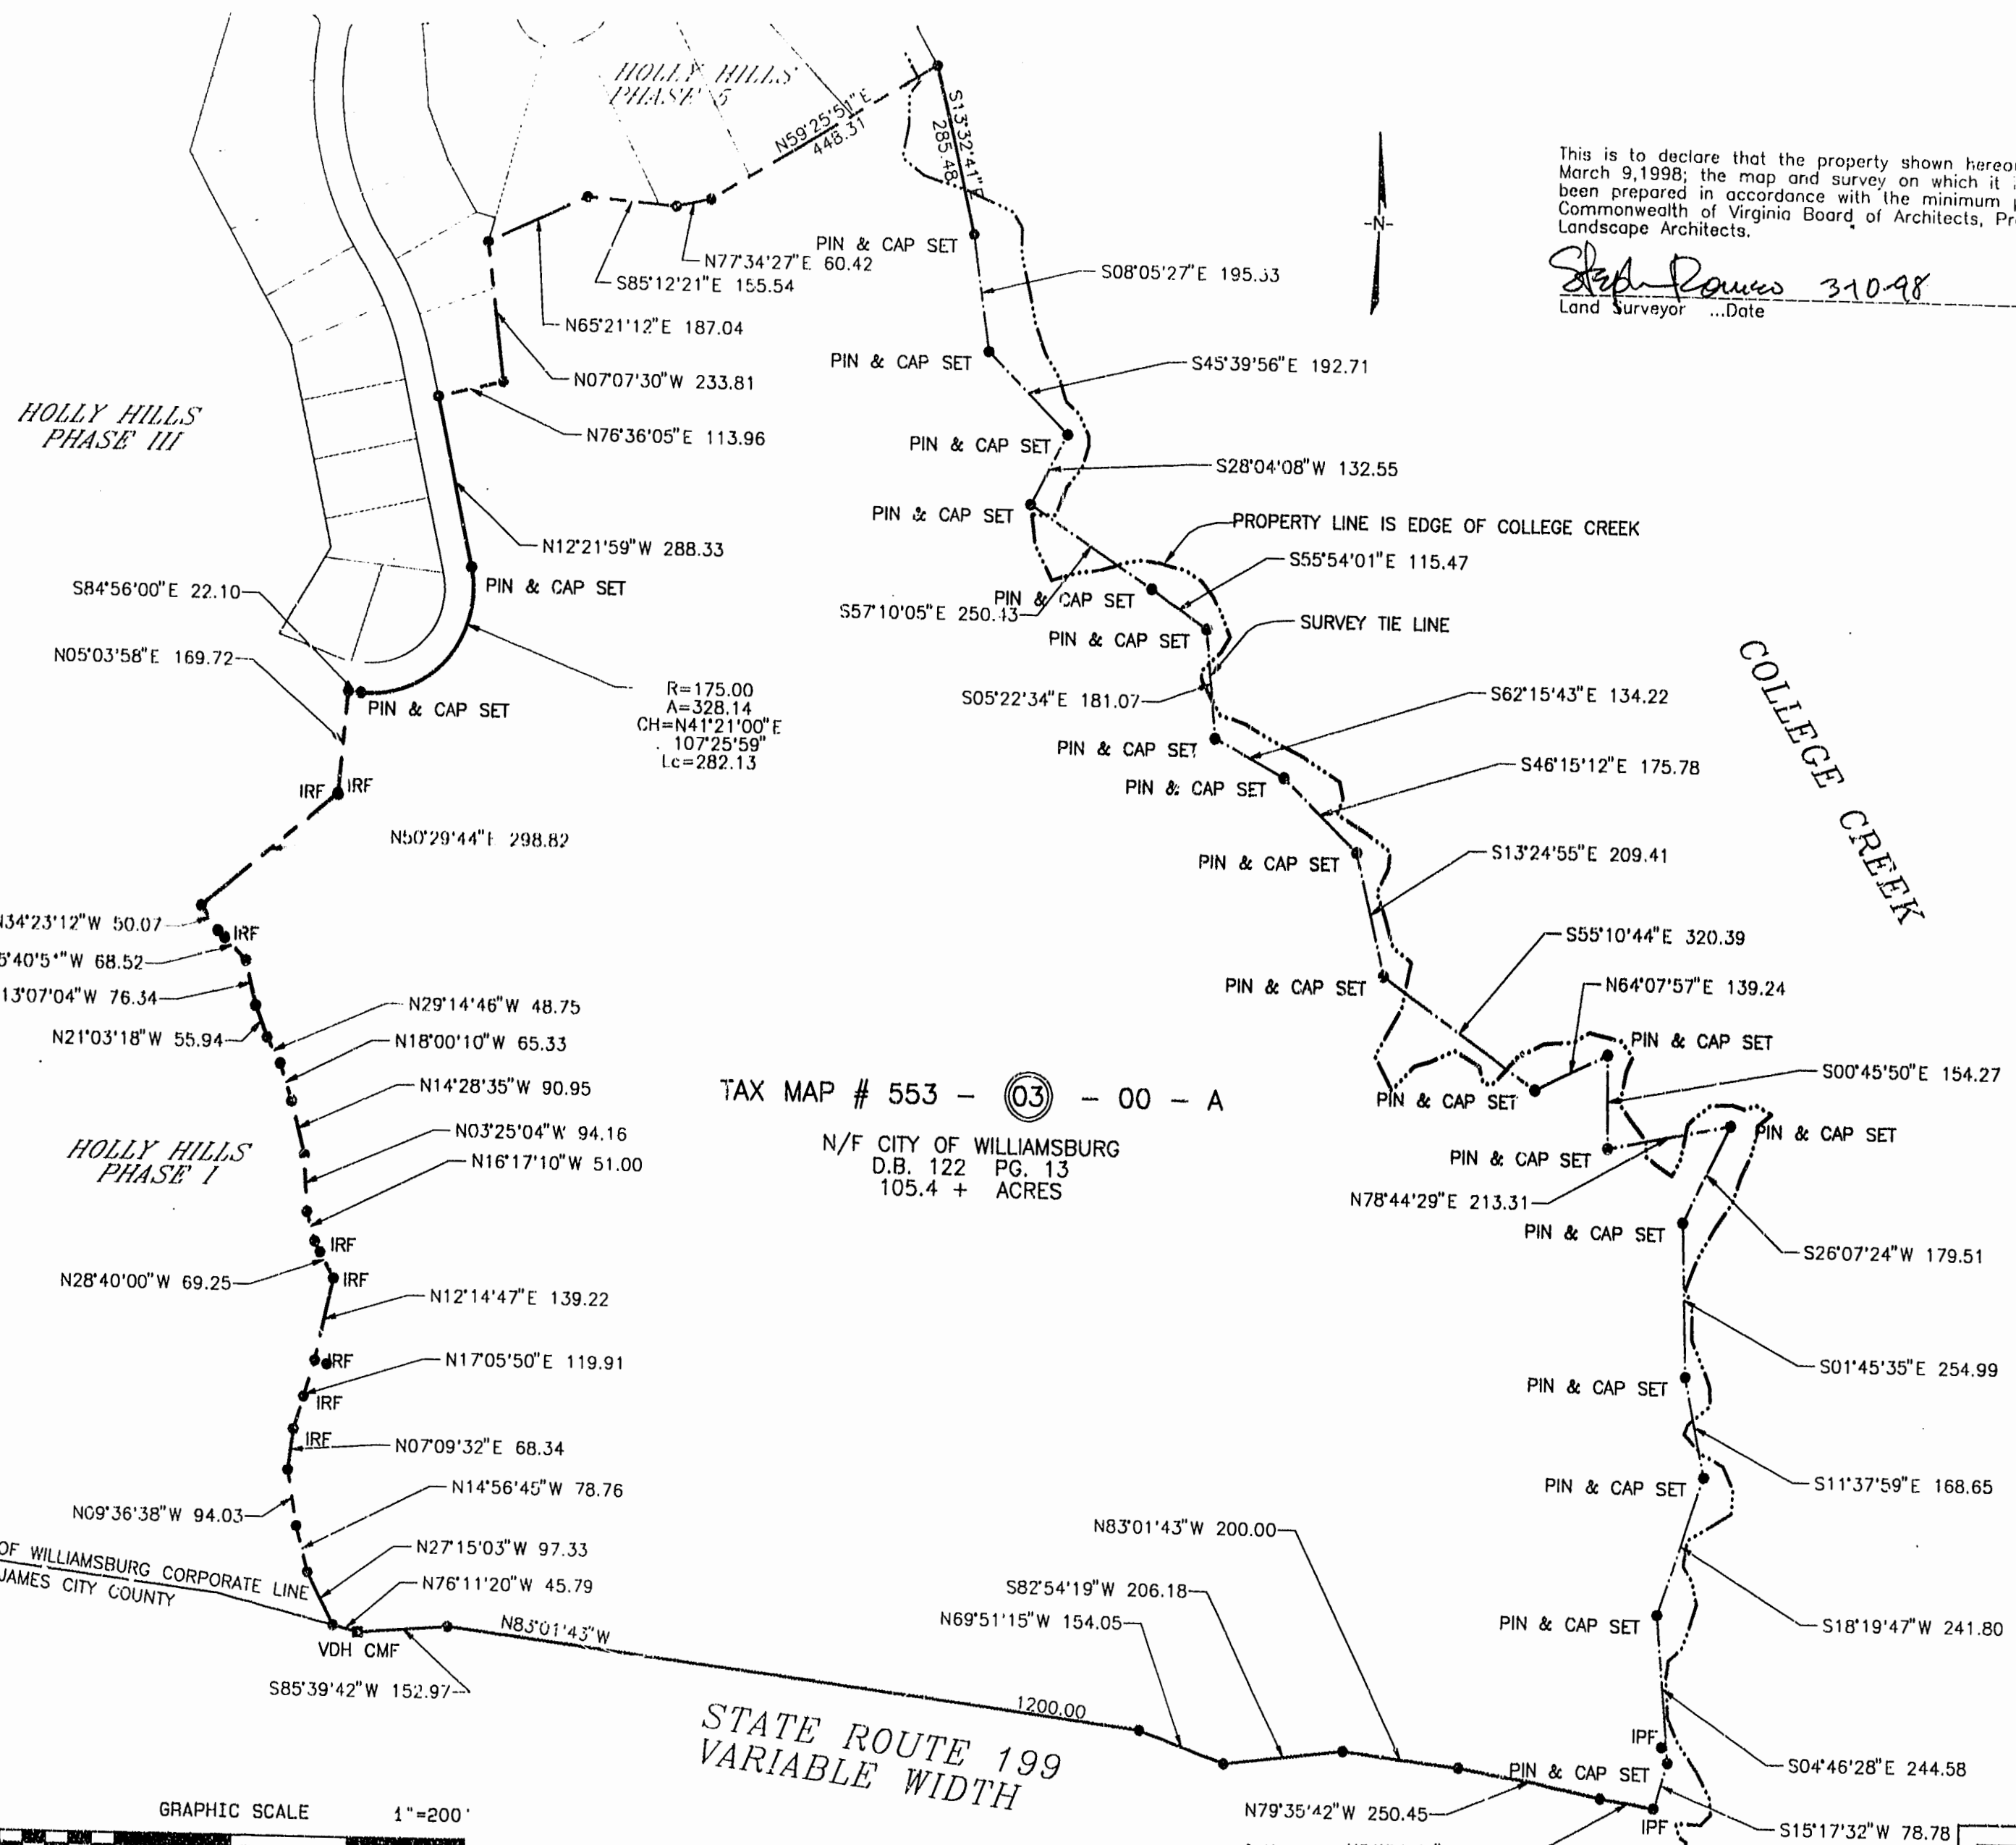 HOLLY HILLS
PHASE 5
N59°25'51"E
448.31
S13°32'41"E
285.48
This is to declare that the property shown hereo
March 9,1998; the map and survey on which it
been prepared in accordance with the minimum
Commonwealth of Virginia Board of Architects, Pr
Landscape Architects.
3-10-98
Land Surveyor ...Date
-N-
PIN & CAP SET
N77°34'27"E 60.42
S85°12'21"E 155.54
N65°21'12"E 187.04
N07°07'30"W 233.81
N76°36'05"E 113.96
HOLLY HILLS
PHASE III
N12°21'59"W 288.33
PIN & CAP SET
S84°56'00"E 22.10
N05°03'58"E 169.72
PIN & CAP SET
R=175.00
A=328.14
CH=N41°21'00"E
107°25'59"
Lc=282.13
IRF IRF
N50°29'44"E 298.82
N34°23'12"W 50.07
IRF
W 68.52
13°07'04"W 76.34
N21°03'18"W 55.94
N29°14'46"W 48.75
N18°00'10"W 65.33
N14°28'35"W 90.95
N03°25'04"W 94.16
N16°17'10"W 51.00
HOLLY HILLS
PHASE I
IRF
N28°40'00"W 69.25
IRF
N12°14'47"E 139.22
IRF
N17°05'50"E 119.91
IRF
IRF
N07°09'32"E 68.34
N14°56'45"W 78.76
N09°36'38"W 94.03
N27°15'03"W 97.33
OF WILLIAMSBURG CORPORATE LINE
JAMES CITY COUNTY
N76°11'20"W 45.79
VDH CMF
S85°39'42"W 152.97
S08°05'27"E
PIN & CAP SET
S45°39'56"E 192.71
PIN & CAP SET
S28°04'08"W 132.55
PIN & CAP SET
PROPERTY LINE IS EDGE OF COLLEGE CREEK
S55°54'01"E 115.47
PIN & CAP SET
S57°10'05"E
SURVEY TIE LINE
PIN & CAP SET
S05°22'34"E 181.07
S62°15'43"E 134.22
PIN & CAP SET
S46°15'12"E 175.78
PIN & CAP SET
COLLEGE CREEK
S13°24'55"E 209.41
PIN & CAP SET
S55°10'44"E 320.39
PIN & CAP SET
N64°07'57"E 139.24
PIN & CAP SET
S00°45'50"E 154.27
PIN & CAP SET
PIN & CAP SET
PIN & CAP SET
N78°44'29"E 213.31
PIN & CAP SET
S26°07'24"W 179.51
TAX MAP # 553 - 03 - 00 - A
N/F CITY OF WILLIAMSBURG
D.B. 122 PG. 13
105.4 + ACRES
S01°45'35"E 254.99
PIN & CAP SET
PIN & CAP SET
S11°37'59"E 168.65
PIN & CAP SET
S18°19'47"W 241.80
IPF
S04°46'28"E 244.58
PIN & CAP SET
S15°17'32"W 78.78
IPF
N83°01'43"W 200.00
S82°54'19"W 206.18
N69°51'15"W 154.05
N79°35'42"W 250.45
N83°01'43"W
1200.00
STATE ROUTE 199
VARIABLE WIDTH
GRAPHIC SCALE 1"=200'